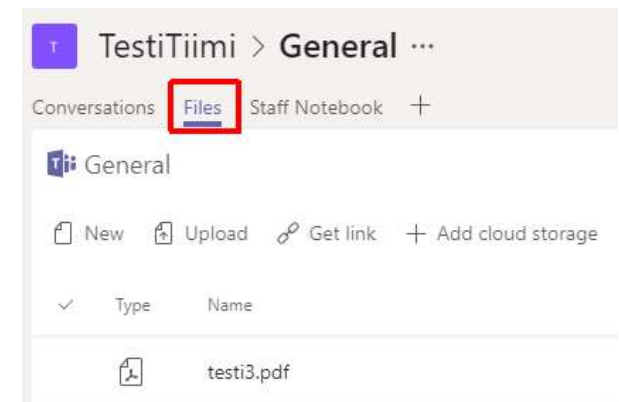 T TestiTiimi > General ...
Conversations Files Staff Notebook +
General
New Upload Get link + Add cloud storage
Type Name
testi3.pdf